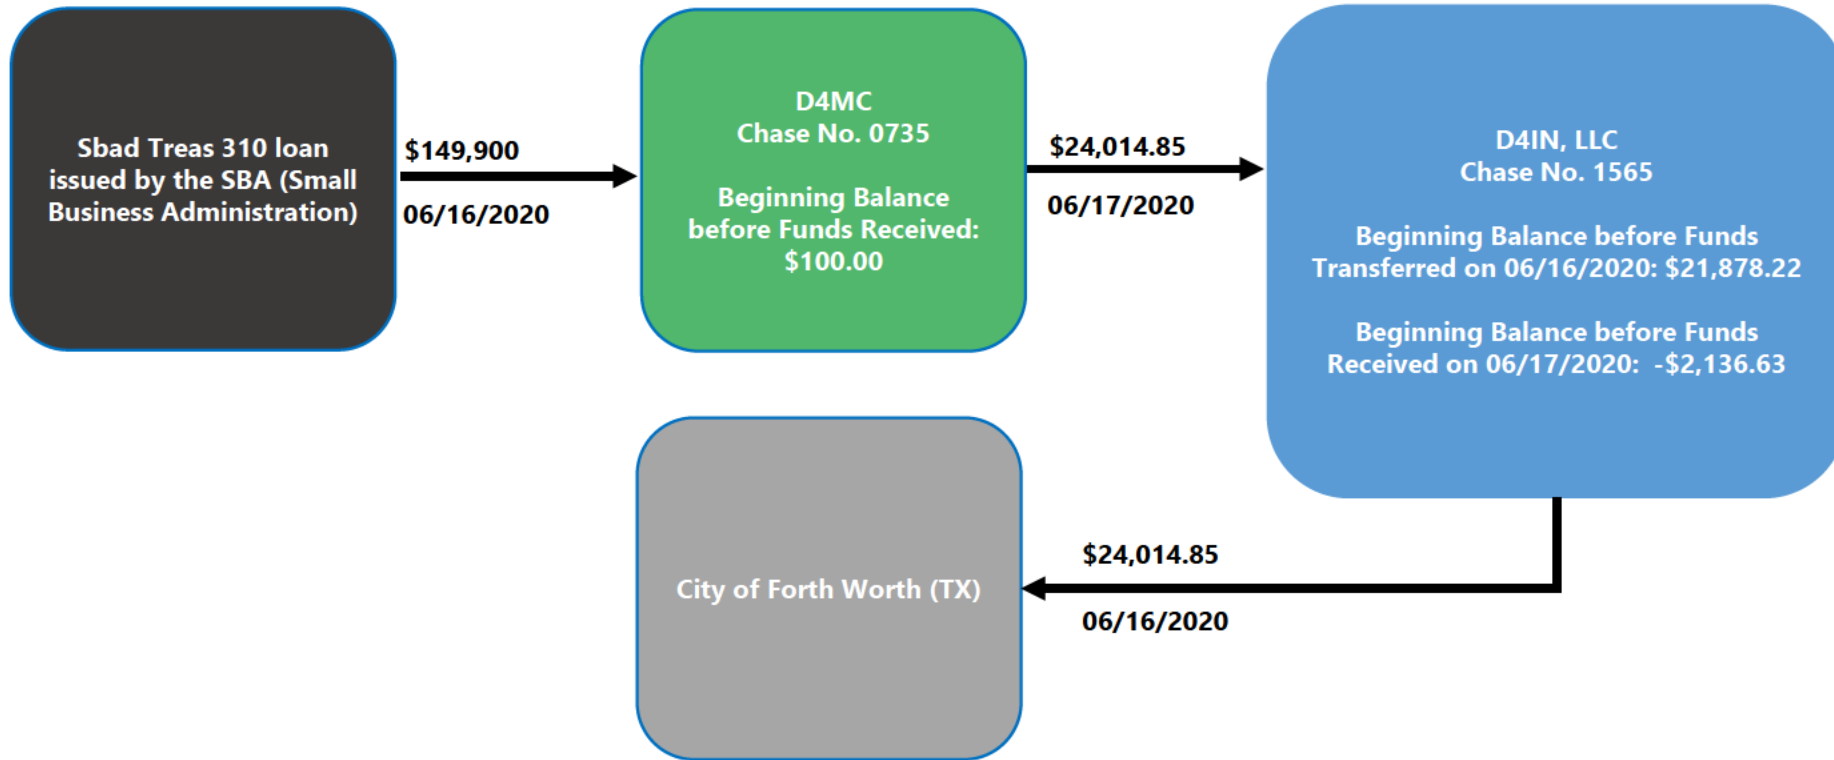 Sbad Treas 310 loan
issued by the SBA (Small
Business Administration)
$149,900
06/16/2020
D4MC
Chase No. 0735
Beginning Balance
before Funds Received:
$100.00
$24,014.85
06/17/2020
D4IN, LLC
Chase No. 1565
Beginning Balance before Funds
Transferred on 06/16/2020: $21,878.22
Beginning Balance before Funds
Received on 06/17/2020: -$2,136.63
$24,014.85
06/16/2020
City of Forth Worth (TX)